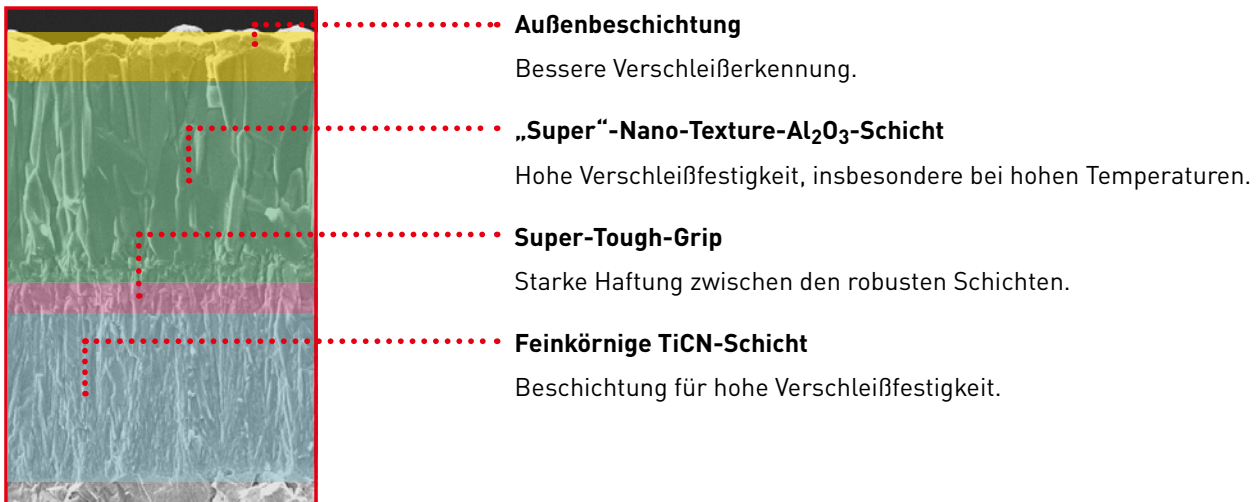 Außenbeschichtung
Bessere Verschleißerkennung.
„Super“-Nano-Texture-Al₂O₃-Schicht
Hohe Verschleißfestigkeit, insbesondere bei hohen Temperaturen.
Super-Tough-Grip
Starke Haftung zwischen den robusten Schichten.
Feinkörnige TiCN-Schicht
Beschichtung für hohe Verschleißfestigkeit.